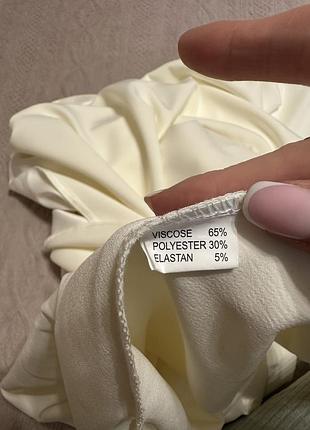 VISCOSE 65%
POLYESTER 30%
ELASTAN 5%